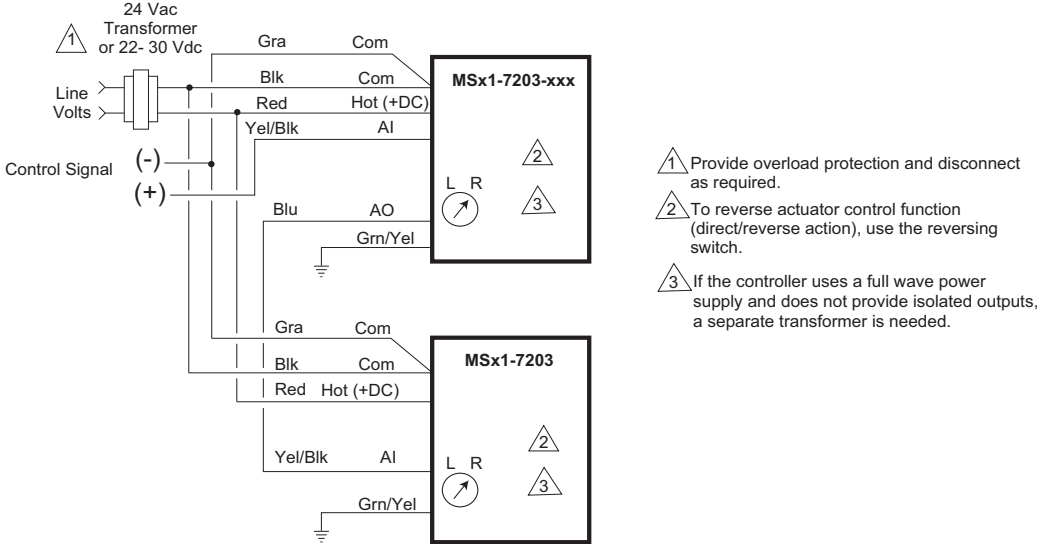 24 Vac
Transformer
or 22- 30 Vdc
1
Line
Volts
Control Signal
(-)
(+)
Gra Com
Blk Com
Red Hot (+DC)
Yel/Blk AI
Blu AO
Grn/Yel
MSx1-7203-xxx
2
3
L R
Gra Com
Blk Com
Red Hot (+DC)
Yel/Blk AI
Grn/Yel
MSx1-7203
2
3
L R
1 Provide overload protection and disconnect
as required.
2 To reverse actuator control function
(direct/reverse action), use the reversing
switch.
3 If the controller uses a full wave power
supply and does not provide isolated outputs,
a separate transformer is needed.